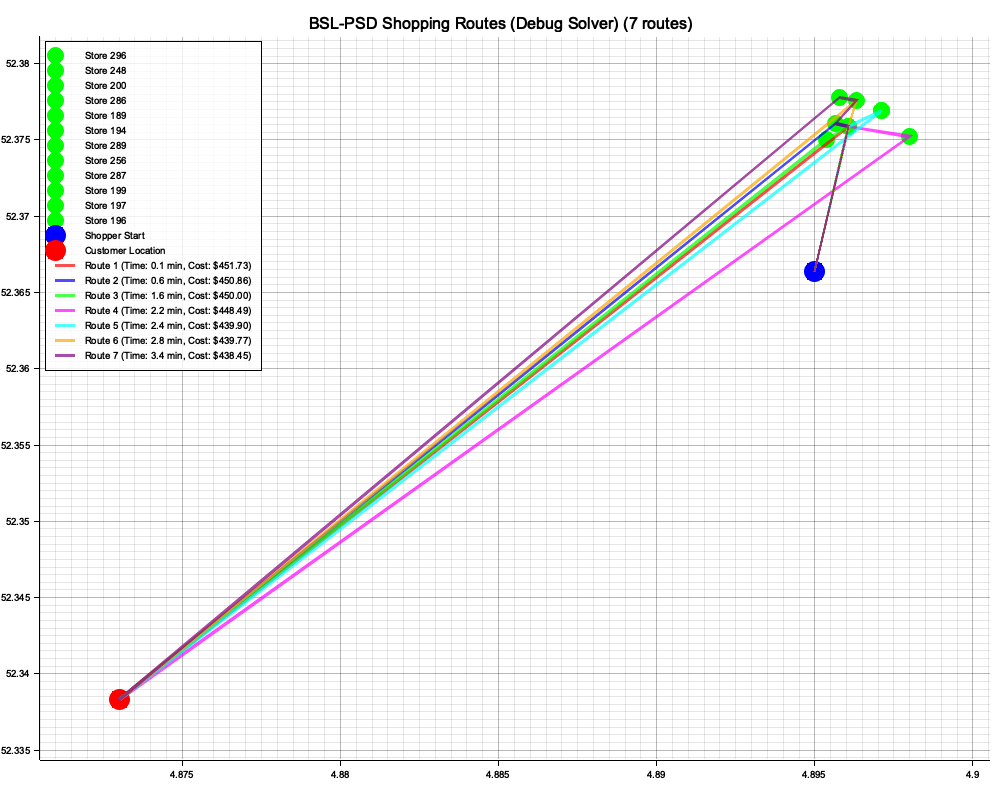 BSL-PSD Shopping Routes (Debug Solver) (7 routes)
52.38
52.375
52.37
52.365
52.36
52.355
52.35
52.345
52.34
52.335
Store 296
Store 248
Store 200
Store 286
Store 189
Store 194
Store 289
Store 256
Store 287
Store 199
Store 197
Store 196
Shopper Start
Customer Location
Route 1 (Time: 0.1 min, Cost: $451.73)
Route 2 (Time: 0.6 min, Cost: $450.86)
Route 3 (Time: 1.6 min, Cost: $450.00)
Route 4 (Time: 2.2 min, Cost: $448.49)
Route 5 (Time: 2.4 min, Cost: $439.90)
Route 6 (Time: 2.8 min, Cost: $439.77)
Route 7 (Time: 3.4 min, Cost: $438.45)
4.875
4.88
4.885
4.89
4.895
4.9